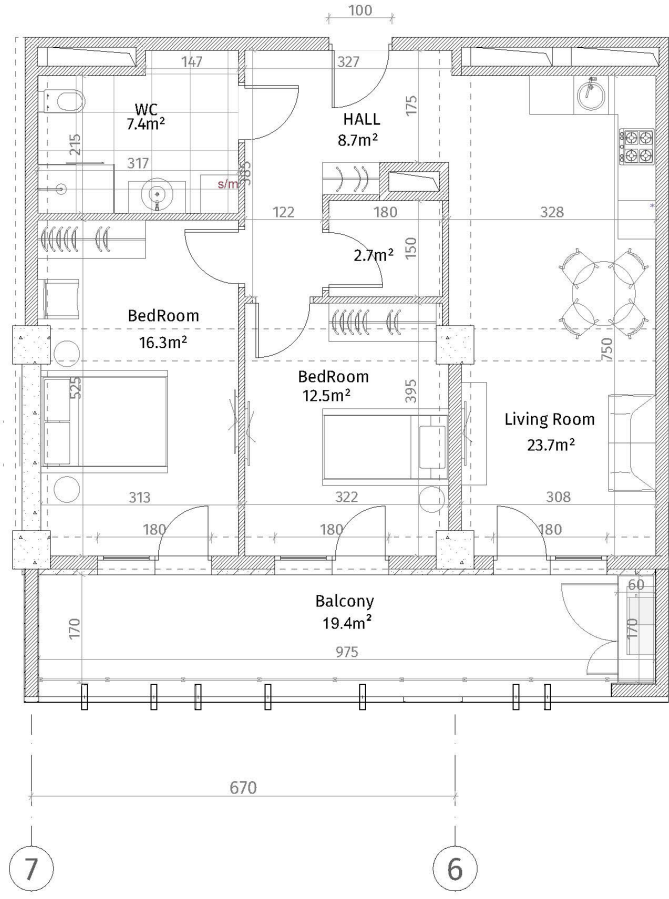 100
147
327
WC
7.4m²
HALL
8.7m²
175
215
317
385
s/m
122
180
328
2.7m²
150
BedRoom
16.3m²
750
BedRoom
12.5m²
525
395
Living Room
23.7m²
313
322
308
180
180
180
60
Balcony
19.4m²
170
170
975
670
7
6